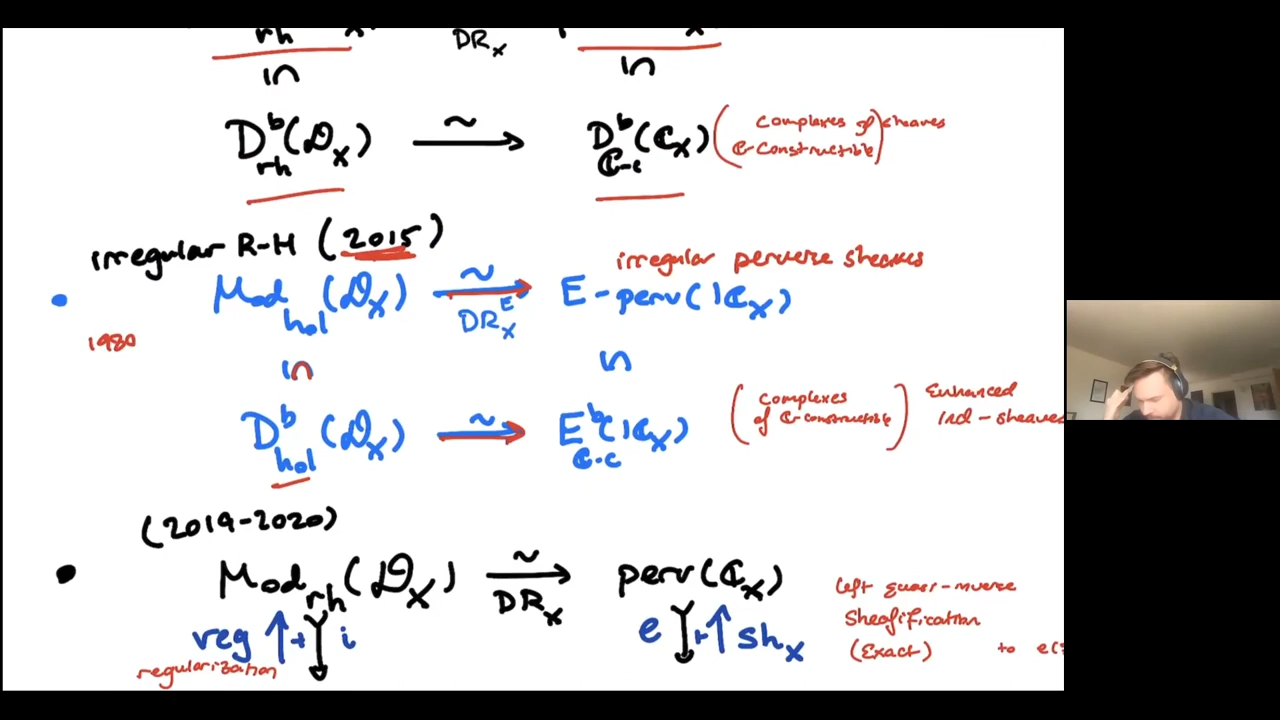 rh DR_X
∩ ∩
D^b_rh(𝒟_X) ~→ D^b_ℂ-c(ℂ_X) (complexes of sheaves
ℂ-constructible)
irregular R-H (2015)
irregular perverse sheaves
• Mod_hol(𝒟_X) ~→ DR^E_X E-perv(Iℂ_X)
1980
∩ ∩
D^b_hol(𝒟_X) ~→ E^b_ℂ-c(Iℂ_X) (complexes of ℂ-constructible) Enhanced ind-sheaves
(2019-2020)
• Mod_rh(𝒟_X) ~→ DR_X perv(ℂ_X)
left quasi-inverse
Sheafification
reg ↑ ⊣ ↓ i e ↓ ⊣ ↑ sh_X
(Exact) to e(
regularization